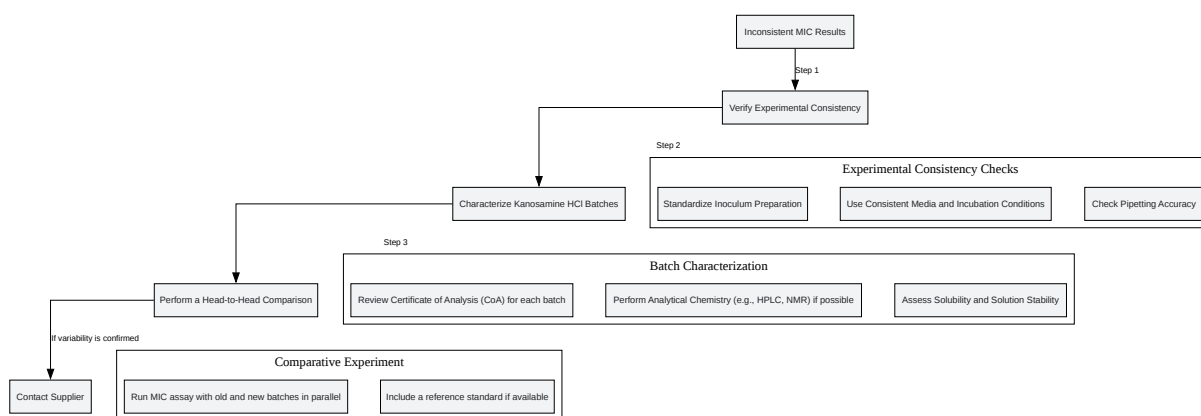 Inconsistent MIC Results
Step 1
Verify Experimental Consistency
Step 2
Experimental Consistency Checks
Characterize Kanosamine HCl Batches
Standardize Inoculum Preparation
Use Consistent Media and Incubation Conditions
Check Pipetting Accuracy
Step 3
Batch Characterization
Perform a Head-to-Head Comparison
Review Certificate of Analysis (CoA) for each batch
Perform Analytical Chemistry (e.g., HPLC, NMR) if possible
Assess Solubility and Solution Stability
If variability is confirmed
Comparative Experiment
Contact Supplier
Run MIC assay with old and new batches in parallel
Include a reference standard if available